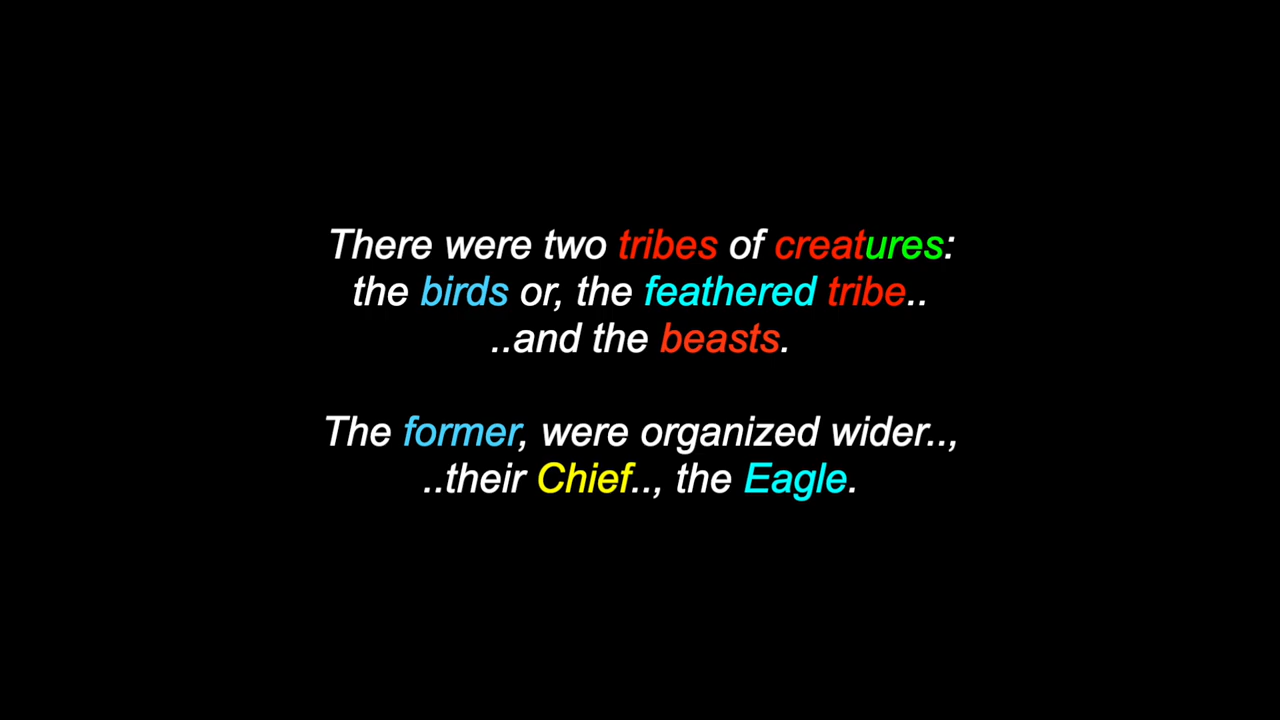 There were two tribes of creatures:
the birds or, the feathered tribe..
..and the beasts.
The former, were organized wider..,
..their Chief.., the Eagle.